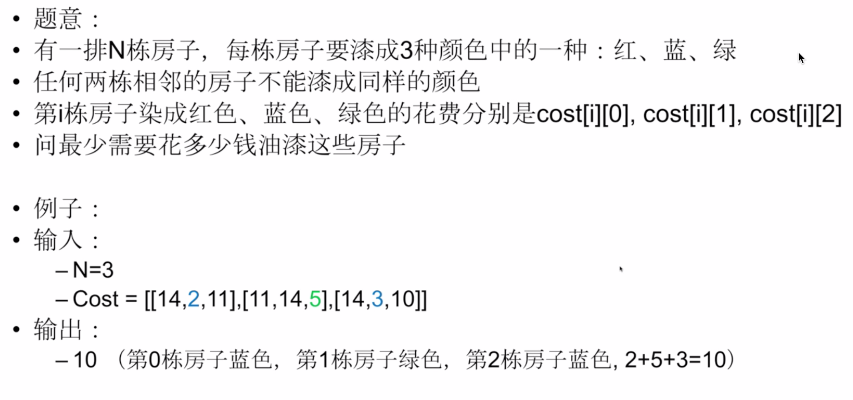 • 题意：
• 有一排N栋房子，每栋房子要漆成3种颜色中的一种：红、蓝、绿
• 任何两栋相邻的房子不能漆成同样的颜色
• 第i栋房子染成红色、蓝色、绿色的花费分别是cost[i][0], cost[i][1], cost[i][2]
• 问最少需要花多少钱油漆这些房子
• 例子：
• 输入：
– N=3
– Cost = [[14,2,11],[11,14,5],[14,3,10]]
• 输出：
– 10 （第0栋房子蓝色，第1栋房子绿色，第2栋房子蓝色, 2+5+3=10）